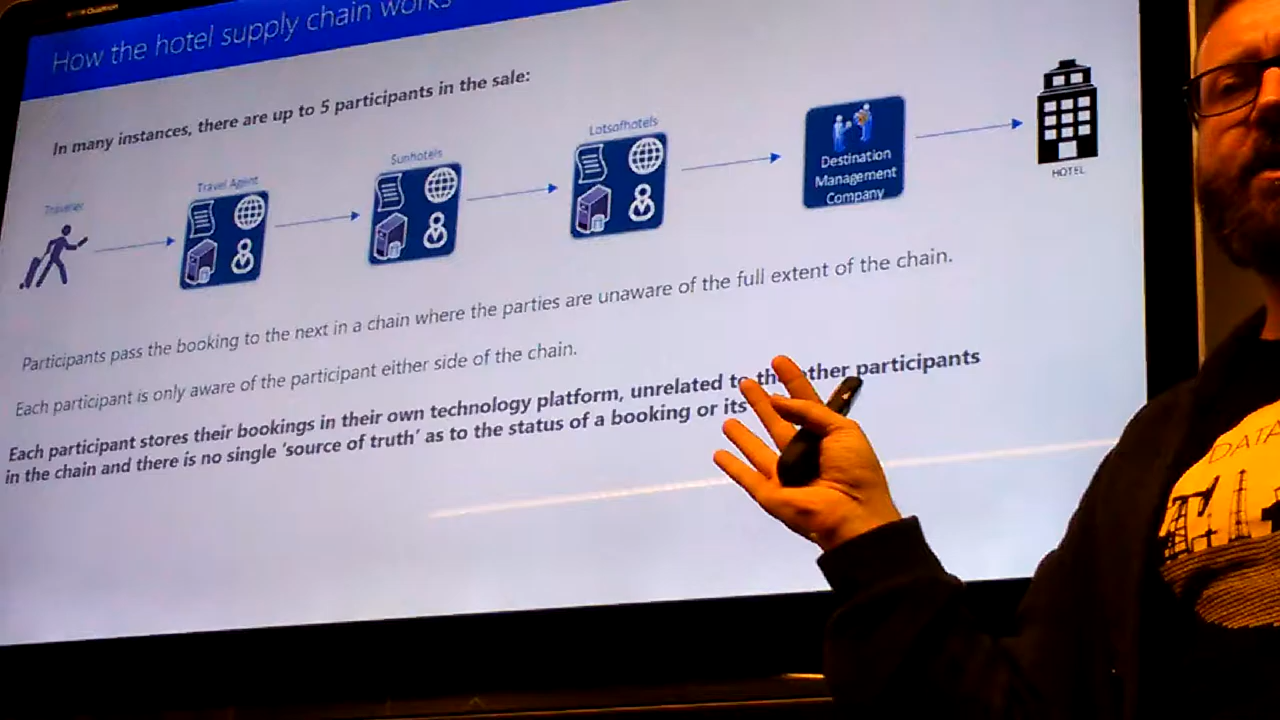 How the hotel supply chain works
In many instances, there are up to 5 participants in the sale:
Traveller
Travel Agent
Sunhotels
Lotsofhotels
Destination
Management
Company
HOTEL
Participants pass the booking to the next in a chain where the parties are unaware of the full extent of the chain.
Each participant is only aware of the participant either side of the chain.
Each participant stores their bookings in their own technology platform, unrelated to the other participants
in the chain and there is no single 'source of truth' as to the status of a booking or its
DATA